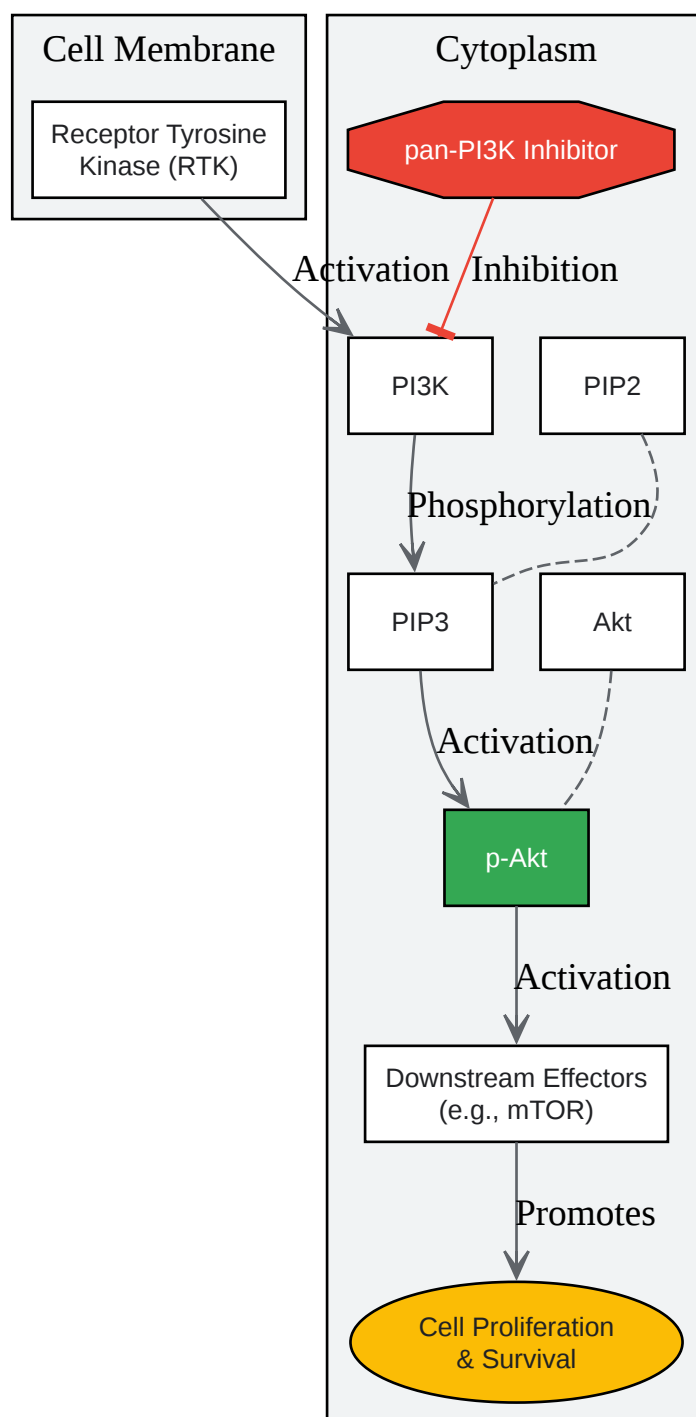 Cell Membrane
Cytoplasm
Receptor Tyrosine
Kinase (RTK)
pan-PI3K Inhibitor
Activation
Inhibition
PI3K
PIP2
Phosphorylation
PIP3
Akt
Activation
p-Akt
Activation
Downstream Effectors
(e.g., mTOR)
Promotes
Cell Proliferation
& Survival